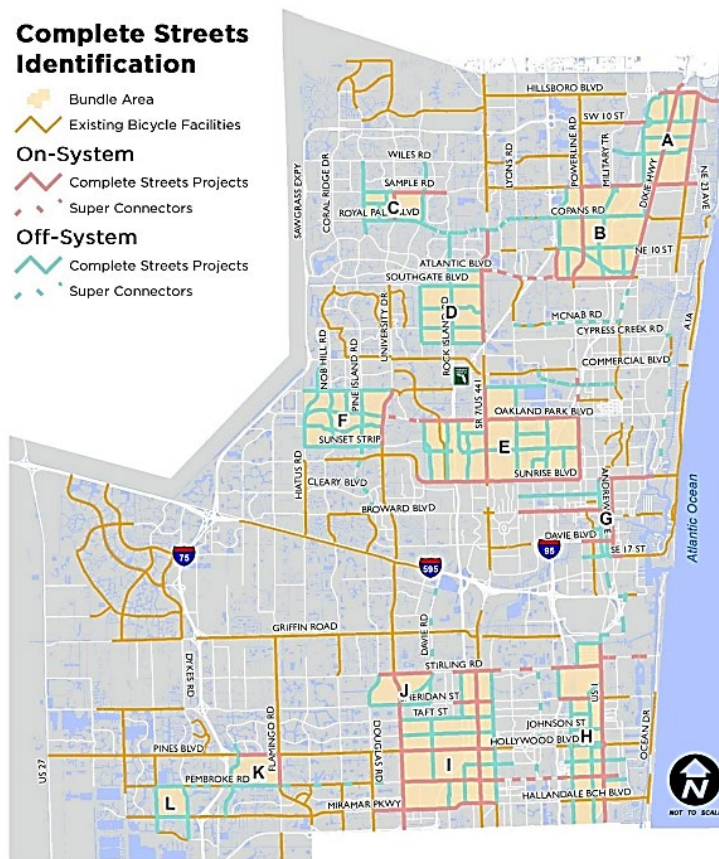 Complete Streets
Identification
Bundle Area
Existing Bicycle Facilities
On-System
Complete Streets Projects
Super Connectors
Off-System
Complete Streets Projects
Super Connectors
HILLSBORO BLVD
SW 10 ST
A
WILES RD
SAMPLE RD
ROYAL PALM BLVD
C
COPANS RD
B
NE 10 ST
ATLANTIC BLVD
SOUTHGATE BLVD
D
MCNAB RD
CYPRESS CREEK RD
COMMERCIAL BLVD
SAWGRASS EXPY
CORAL RIDGE DR
LYONS RD
POWERLINE RD
MILITARY TR
DIXIE HWY
NE 23 AVE
A1A
UNIVERSITY DR
ROCK ISLAND RD
NOB HILL RD
PINE ISLAND RD
SR 7/US 441
F
SUNSET STRIP
OAKLAND PARK BLVD
E
SUNRISE BLVD
HIATUS RD
CLEARY BLVD
BROWARD BLVD
G
DAVIE BLVD
SE 17 ST
Atlantic Ocean
75
595
95
GRIFFIN ROAD
DYKES RD
DAVIE RD
STIRLING RD
J
SHERIDAN ST
TAFT ST
US 1
JOHNSON ST
HOLLYWOOD BLVD
H
OCEAN DR
PINES BLVD
FLAMINGO RD
DOUGLAS RD
K
PEMBROKE RD
I
L
MIRAMAR PKWY
HALLANDALE BCH BLVD
US 27
N
NOT TO SCALE